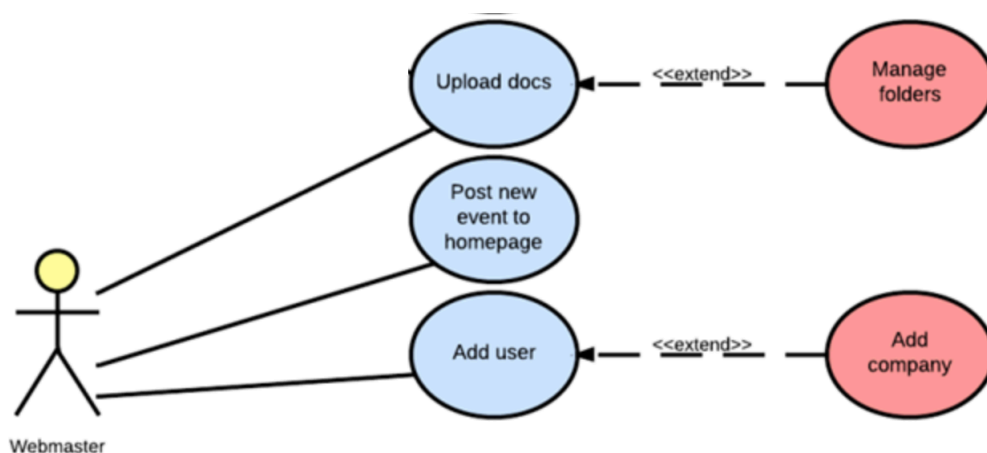 Upload docs
<<extend>>
Manage
folders
Post new
event to
homepage
Add user
<<extend>>
Add
company
Webmaster